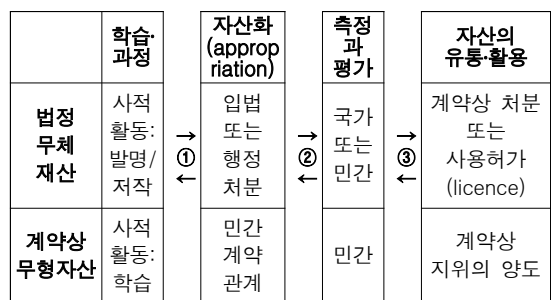 학습·
과정
자산화
(approp
riation)
측정
과
평가
자산의
유통·활용
법정
무체
재산
사적
활동:
발명/
저작
→
①
←
입법
또는
행정
처분
→
②
←
국가
또는
민간
→
③
←
계약상 처분
또는
사용허가
(licence)
계약상
무형자산
사적
활동:
학습
민간
계약
관계
민간
계약상
지위의 양도